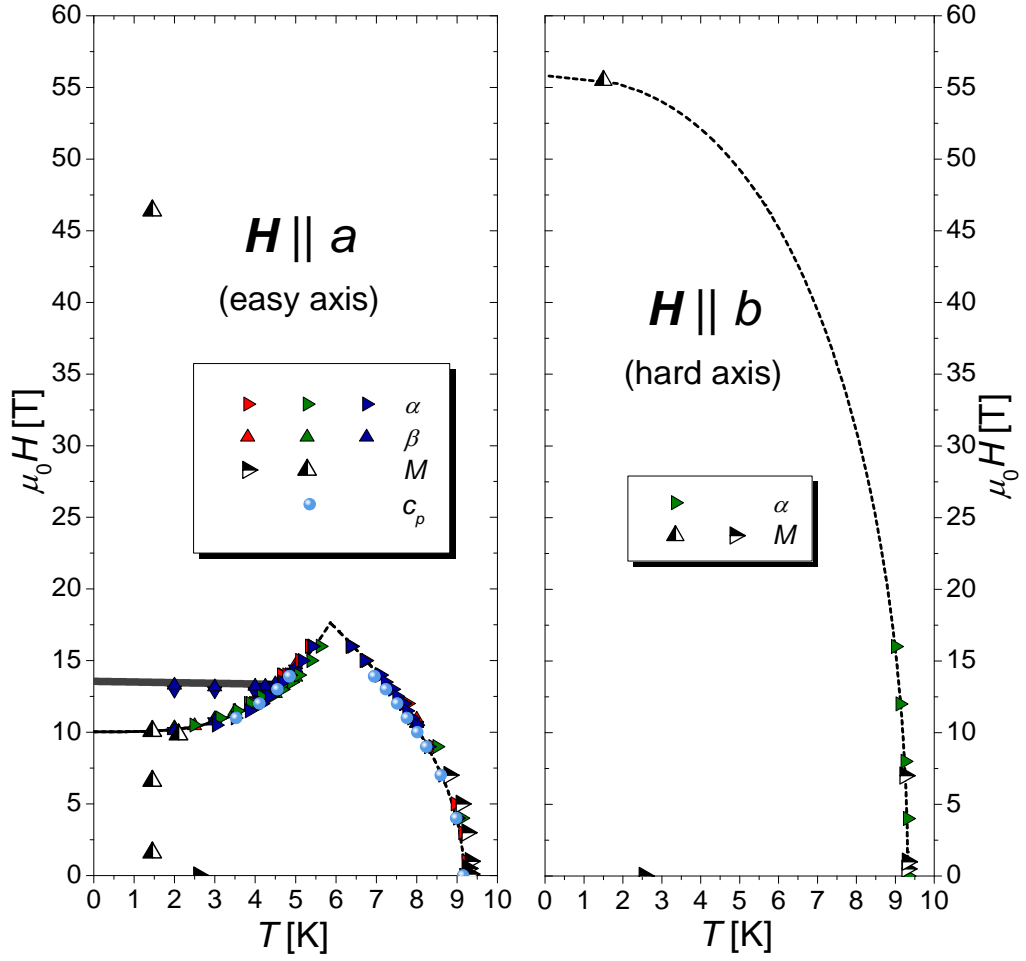 60
55
50
45
40
35
30
25
20
15
10
5
0
μ₀H [T]
H || a
(easy axis)
α
β
M
cₚ
0 1 2 3 4 5 6 7 8 9 10
T [K]
H || b
(hard axis)
α
M
0 1 2 3 4 5 6 7 8 9 10
T [K]
60
55
50
45
40
35
30
25
20
15
10
5
0
μ₀H [T]